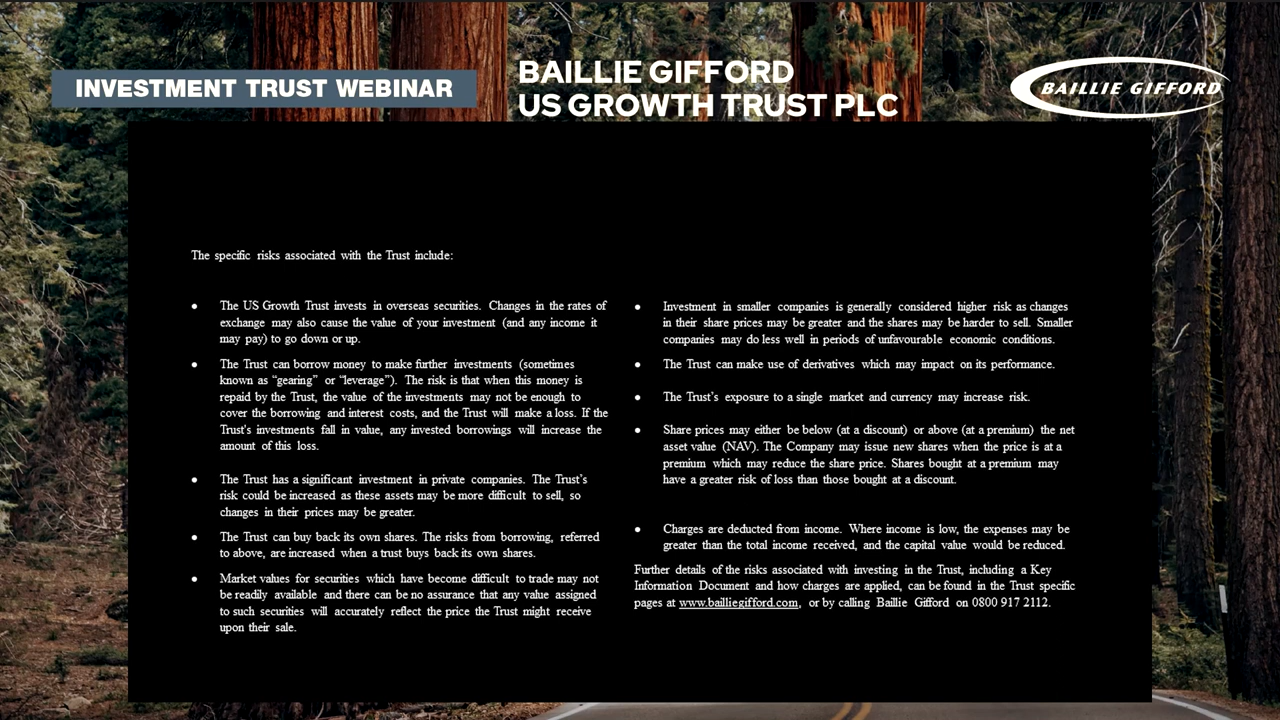 INVESTMENT TRUST WEBINAR
BAILLIE GIFFORD
US GROWTH TRUST PLC
BAILLIE GIFFORD
The specific risks associated with the Trust include:
• The US Growth Trust invests in overseas securities. Changes in the rates of
exchange may also cause the value of your investment (and any income it
may pay) to go down or up.
• The Trust can borrow money to make further investments (sometimes
known as “gearing” or “leverage”). The risk is that when this money is
repaid by the Trust, the value of the investments may not be enough to
cover the borrowing and interest costs, and the Trust will make a loss. If the
Trust's investments fall in value, any invested borrowings will increase the
amount of this loss.
• The Trust has a significant investment in private companies. The Trust’s
risk could be increased as these assets may be more difficult to sell, so
changes in their prices may be greater.
• The Trust can buy back its own shares. The risks from borrowing, referred
to above, are increased when a trust buys back its own shares.
• Market values for securities which have become difficult to trade may not
be readily available and there can be no assurance that any value assigned
to such securities will accurately reflect the price the Trust might receive
upon their sale.
• Investment in smaller companies is generally considered higher risk as changes
in their share prices may be greater and the shares may be harder to sell. Smaller
companies may do less well in periods of unfavourable economic conditions.
• The Trust can make use of derivatives which may impact on its performance.
• The Trust’s exposure to a single market and currency may increase risk.
• Share prices may either be below (at a discount) or above (at a premium) the net
asset value (NAV). The Company may issue new shares when the price is at a
premium which may reduce the share price. Shares bought at a premium may
have a greater risk of loss than those bought at a discount.
• Charges are deducted from income. Where income is low, the expenses may be
greater than the total income received, and the capital value would be reduced.
Further details of the risks associated with investing in the Trust, including a Key
Information Document and how charges are applied, can be found in the Trust specific
pages at www.bailliegifford.com, or by calling Baillie Gifford on 0800 917 2112.